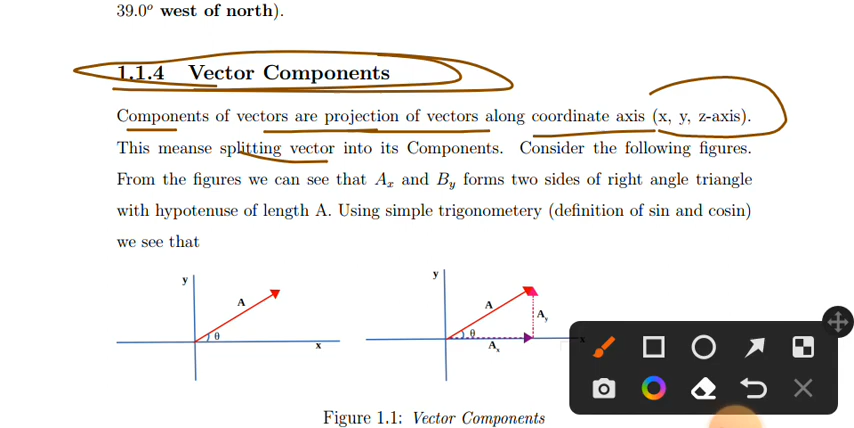 39.0° west of north).
1.1.4 Vector Components
Components of vectors are projection of vectors along coordinate axis (x, y, z-axis).
This meanse splitting vector into its Components. Consider the following figures.
From the figures we can see that Aₓ and B_y forms two sides of right angle triangle
with hypotenuse of length A. Using simple trigonometery (definition of sin and cosin)
we see that
y
A
θ
x
y
A
A_y
θ
Aₓ
x
Figure 1.1: Vector Components